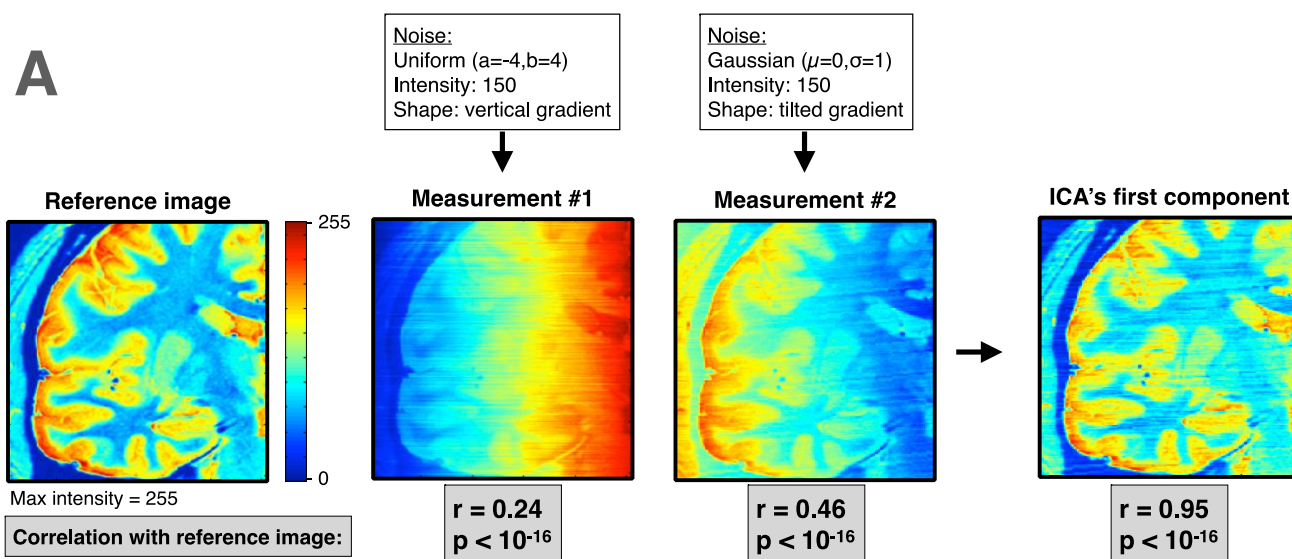 A
Noise:
Uniform (a=-4,b=4)
Intensity: 150
Shape: vertical gradient
Noise:
Gaussian (μ=0,σ=1)
Intensity: 150
Shape: tilted gradient
Reference image
Measurement #1
Measurement #2
ICA's first component
255
0
Max intensity = 255
Correlation with reference image:
r = 0.24
p < 10⁻¹⁶
r = 0.46
p < 10⁻¹⁶
r = 0.95
p < 10⁻¹⁶